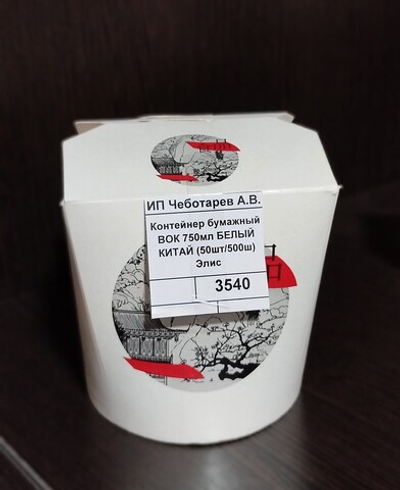 ИП Чеботарев А.В.
Контейнер бумажный
ВОК 750мл БЕЛЫЙ
КИТАЙ (50шт/500ш)
Элис
3540